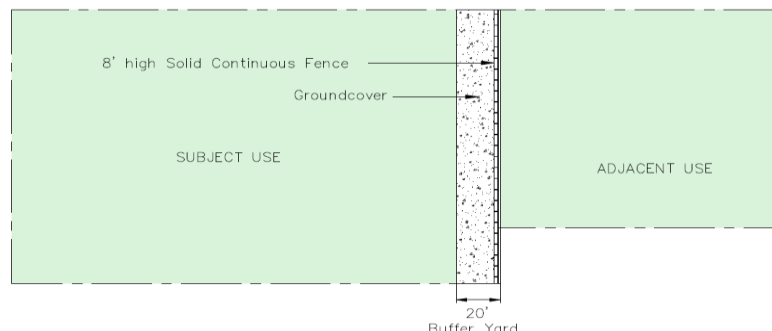 8' high Solid Continuous Fence
Groundcover
SUBJECT USE
ADJACENT USE
20'
Buffer Yard